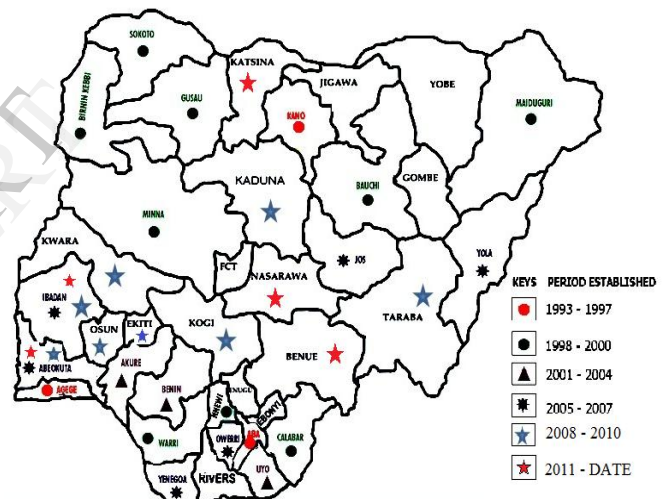 SOKOTO
KATSINA
JIGAWA
YOBE
BIRNIN KEBBI
GUSAU
KANO
MAIDUGURI
KADUNA
BAUCHI
GOMBE
MINNA
KWARA
FCT
JOS
YOLA
NASARAWA
IBADAN
OSUN
EKITI
KOGI
TARABA
BENUE
ABEOKUTA
AKURE
AGEGE
BENIN
NNEWI
ENUGU
EBONYI
WARRI
OWERRI
ABA
CALABAR
YENEGOA
RivERS
UYO
KEYS PERIOD ESTABLISHED
1993 - 1997
1998 - 2000
2001 - 2004
2005 - 2007
2008 - 2010
2011 - DATE